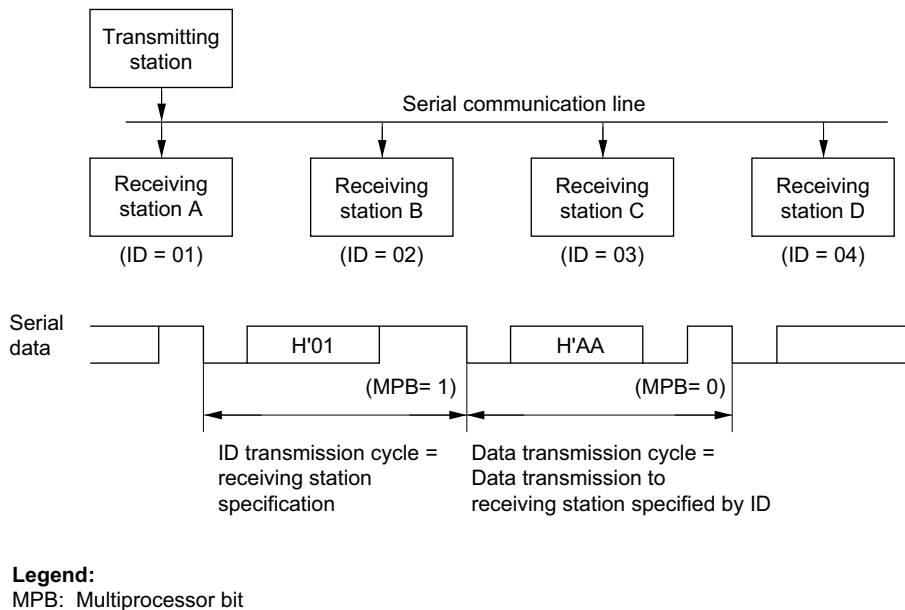 Transmitting
station
Serial communication line
Receiving
station A
Receiving
station B
Receiving
station C
Receiving
station D
(ID = 01)
(ID = 02)
(ID = 03)
(ID = 04)
Serial
data
H'01
H'AA
(MPB= 1)
(MPB= 0)
ID transmission cycle =
receiving station
specification
Data transmission cycle =
Data transmission to
receiving station specified by ID
Legend:
MPB: Multiprocessor bit